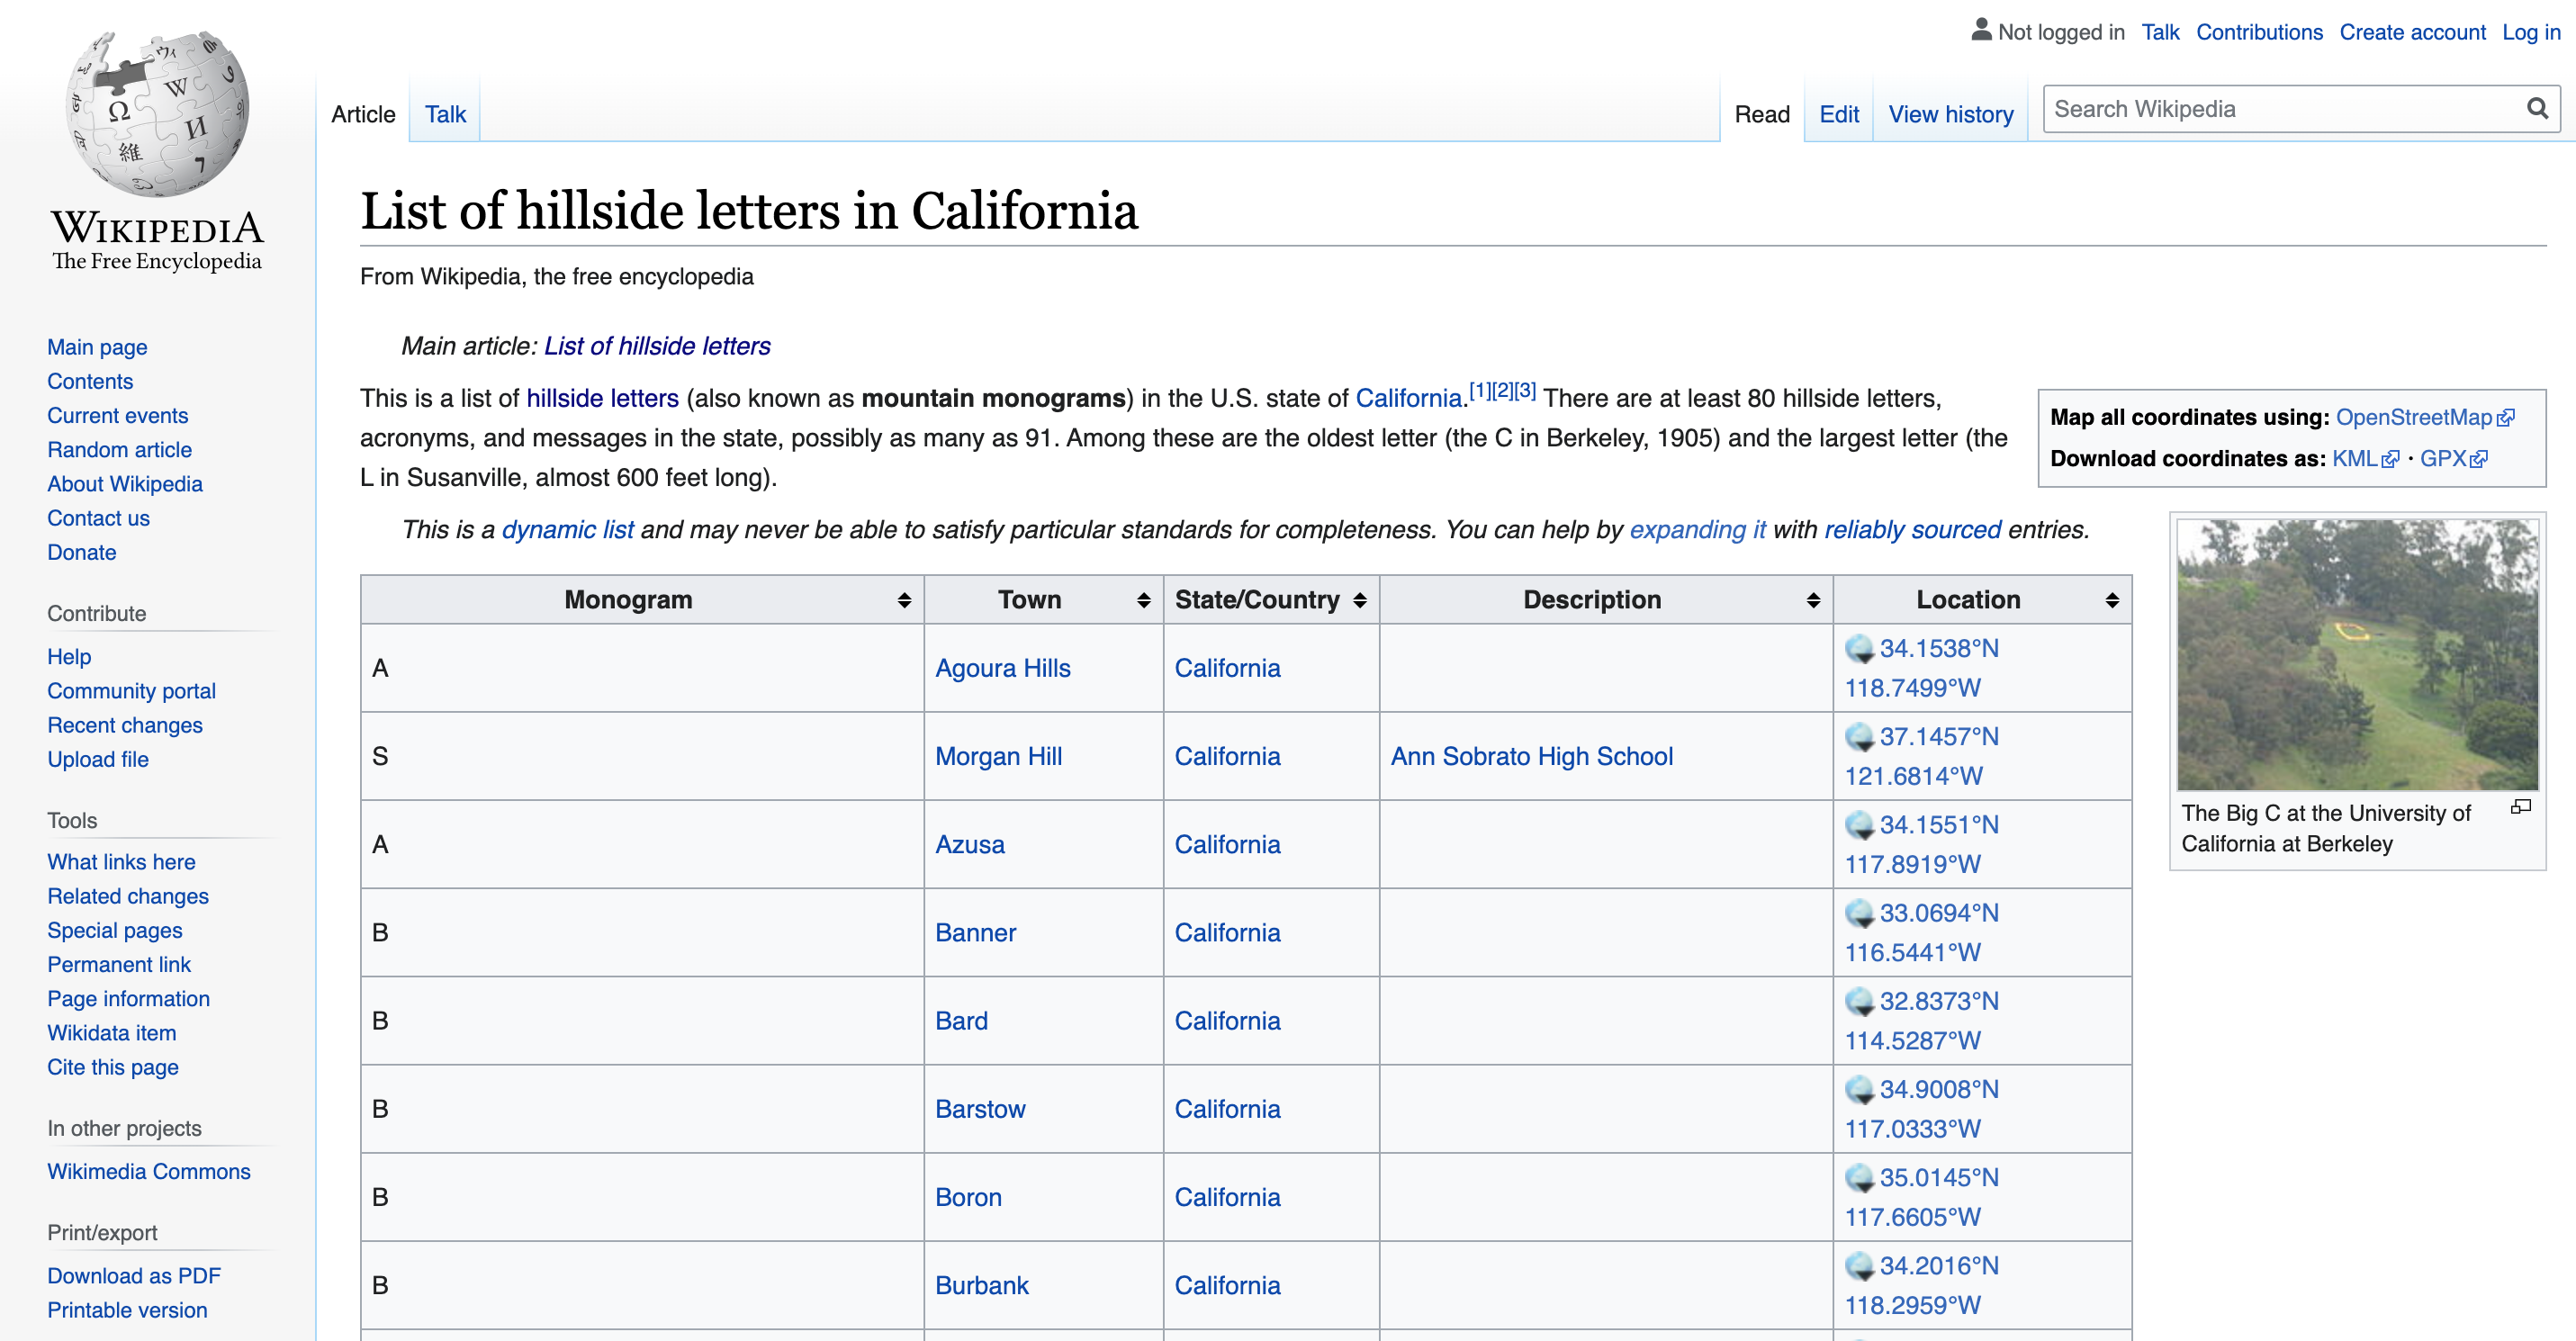 Not logged in Talk Contributions Create account Log in
Article Talk Read Edit View history Search Wikipedia
WIKIPEDIA
The Free Encyclopedia
Main page
Contents
Current events
Random article
About Wikipedia
Contact us
Donate
Contribute
Help
Community portal
Recent changes
Upload file
Tools
What links here
Related changes
Special pages
Permanent link
Page information
Wikidata item
Cite this page
In other projects
Wikimedia Commons
Print/export
Download as PDF
Printable version
List of hillside letters in California
From Wikipedia, the free encyclopedia
Main article: List of hillside letters
This is a list of hillside letters (also known as mountain monograms) in the U.S. state of California.[1][2][3] There are at least 80 hillside letters,
acronyms, and messages in the state, possibly as many as 91. Among these are the oldest letter (the C in Berkeley, 1905) and the largest letter (the
L in Susanville, almost 600 feet long).
Map all coordinates using: OpenStreetMap
Download coordinates as: KML · GPX
This is a dynamic list and may never be able to satisfy particular standards for completeness. You can help by expanding it with reliably sourced entries.
Monogram Town State/Country Description Location
A Agoura Hills California 34.1538°N
118.7499°W
S Morgan Hill California Ann Sobrato High School 37.1457°N
121.6814°W
A Azusa California 34.1551°N
117.8919°W
B Banner California 33.0694°N
116.5441°W
B Bard California 32.8373°N
114.5287°W
B Barstow California 34.9008°N
117.0333°W
B Boron California 35.0145°N
117.6605°W
B Burbank California 34.2016°N
118.2959°W
The Big C at the University of
California at Berkeley